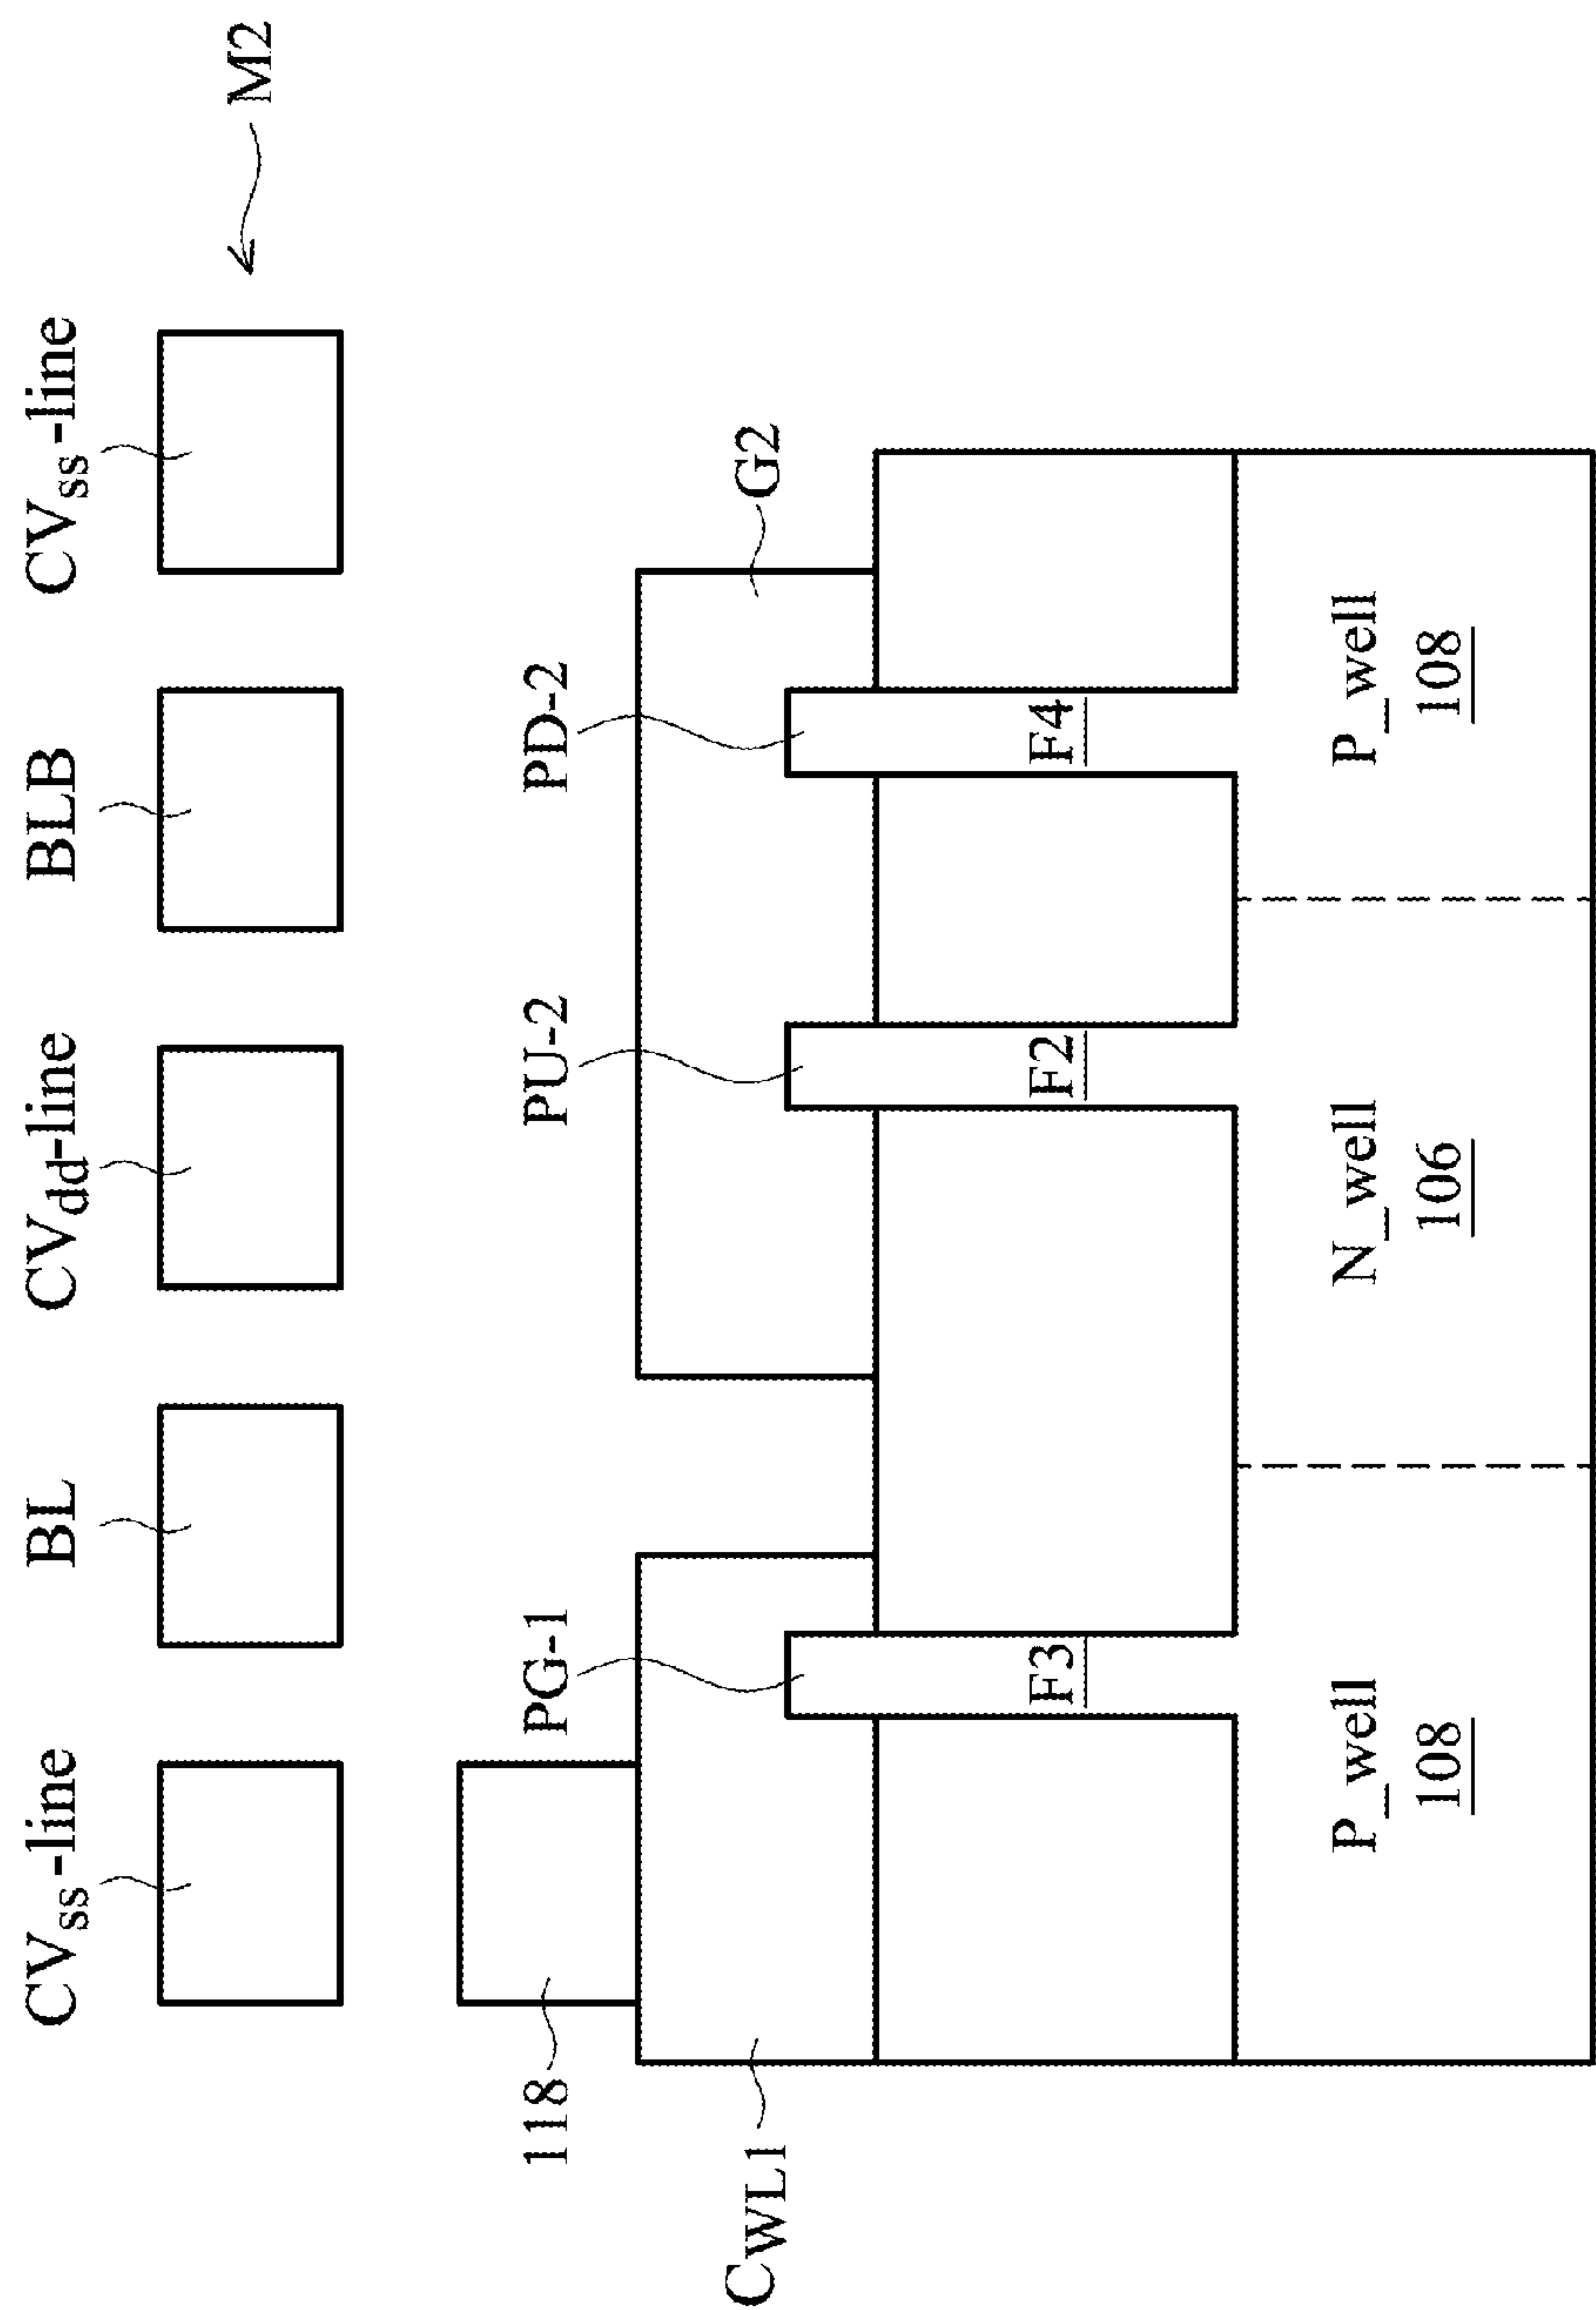 CVss-line
BL
CVdd-line
BLB
CVss-line
M2
118
PG-1
PU-2
PD-2
CWL1
G2
F3
F2
F4
P_well
108
N_well
106
P_well
108